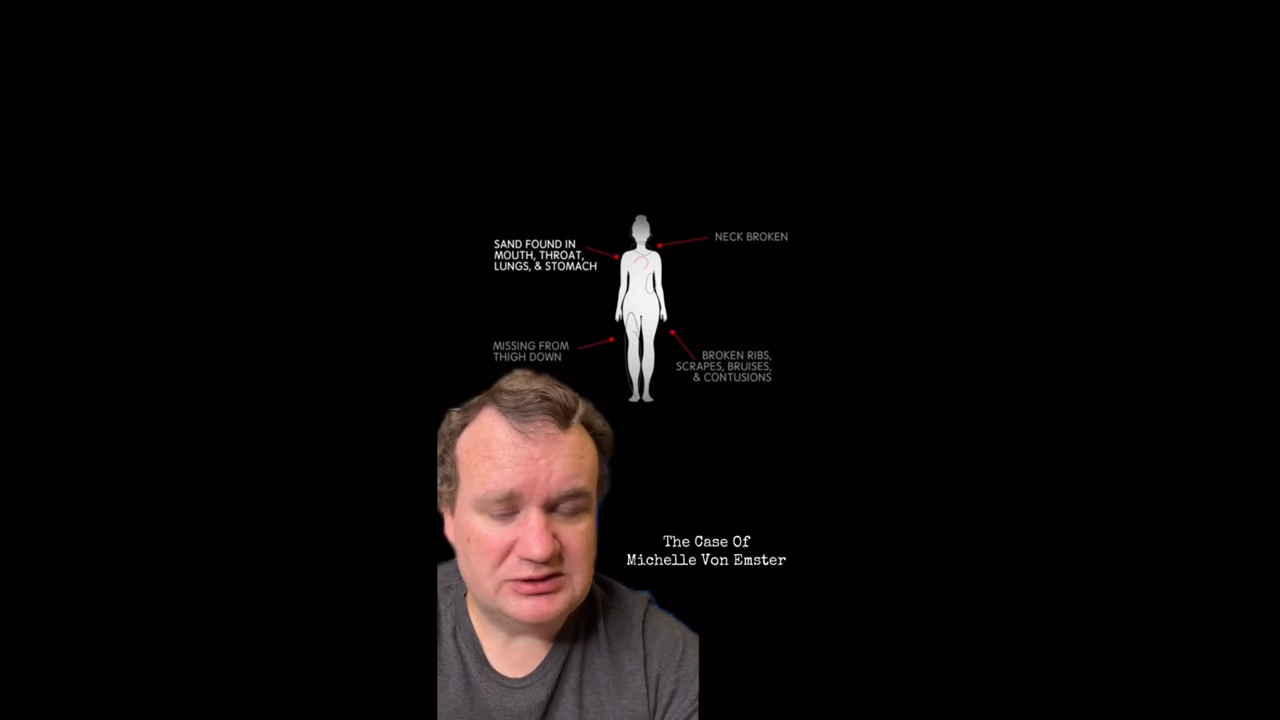 SAND FOUND IN
MOUTH, THROAT,
LUNGS, & STOMACH
NECK BROKEN
MISSING FROM
THIGH DOWN
BROKEN RIBS,
SCRAPES, BRUISES,
& CONTUSIONS
The Case Of
Michelle Von Emster